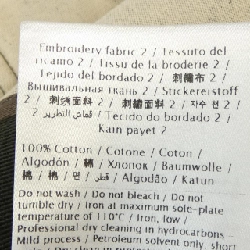 Embroidery fabric 2 / Tessuto del
ricamo 2 / Tissu de la broderie 2 /
Tejido del bordado 2 / 刺繡布 2 /
Вышивальная ткань 2 / Stickereistoff
2 / 刺绣面料 2 / 刺繍面料 2 / 자수 천 2 /
قماش التطريز 2 / Tecido do bordado 2 /
Kain payet 2
100% Cotton / Cotone / Coton /
Algodón / 棉 / Хлопок / Baumwolle /
棉 / 綿 / 면 / قطن / Algodão / katun
Do not wash / Do not bleach / Do not
tumble dry / Iron at maximum sole-plate
temperature of 110°C / Iron, low /
Professional dry cleaning in hydrocarbons
Mild process / Petroleum solvent only short